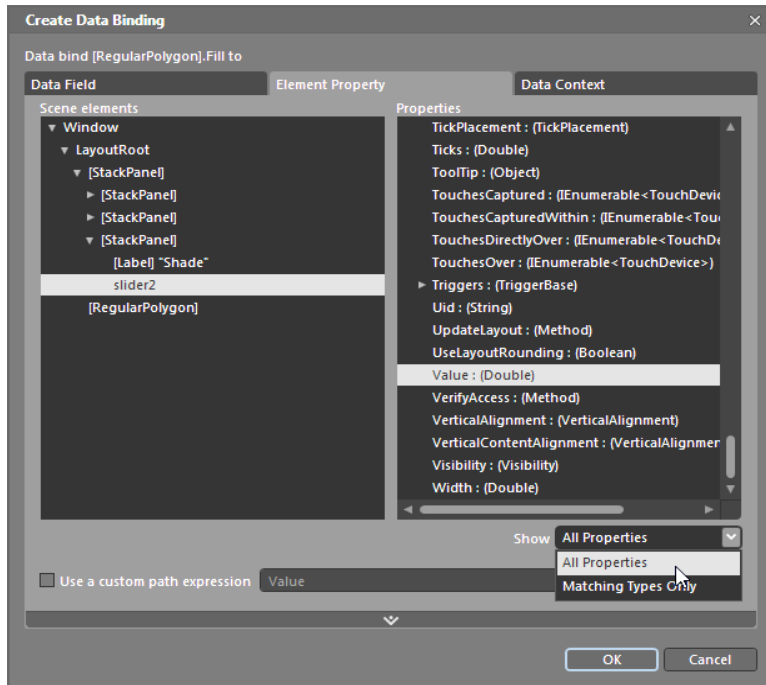 Create Data Binding
Data bind [RegularPolygon].Fill to
Data Field
Element Property
Data Context
Scene elements
Window
LayoutRoot
[StackPanel]
[StackPanel]
[StackPanel]
[StackPanel]
[Label] "Shade"
slider2
[RegularPolygon]
Properties
TickPlacement : (TickPlacement)
Ticks : (Double)
ToolTip : (Object)
TouchesCaptured : (IEnumerable<TouchDevic
TouchesCapturedWithin : (IEnumerable<Tou
TouchesDirectlyOver : (IEnumerable<TouchDe
TouchesOver : (IEnumerable<TouchDevice>)
Triggers : (TriggerBase)
Uid : (String)
UpdateLayout : (Method)
UseLayoutRounding : (Boolean)
Value : (Double)
VerifyAccess : (Method)
VerticalAlignment : (VerticalAlignment)
VerticalContentAlignment : (VerticalAlignmer
Visibility : (Visibility)
Width : (Double)
Show All Properties
All Properties
Matching Types Only
Use a custom path expression Value
OK Cancel